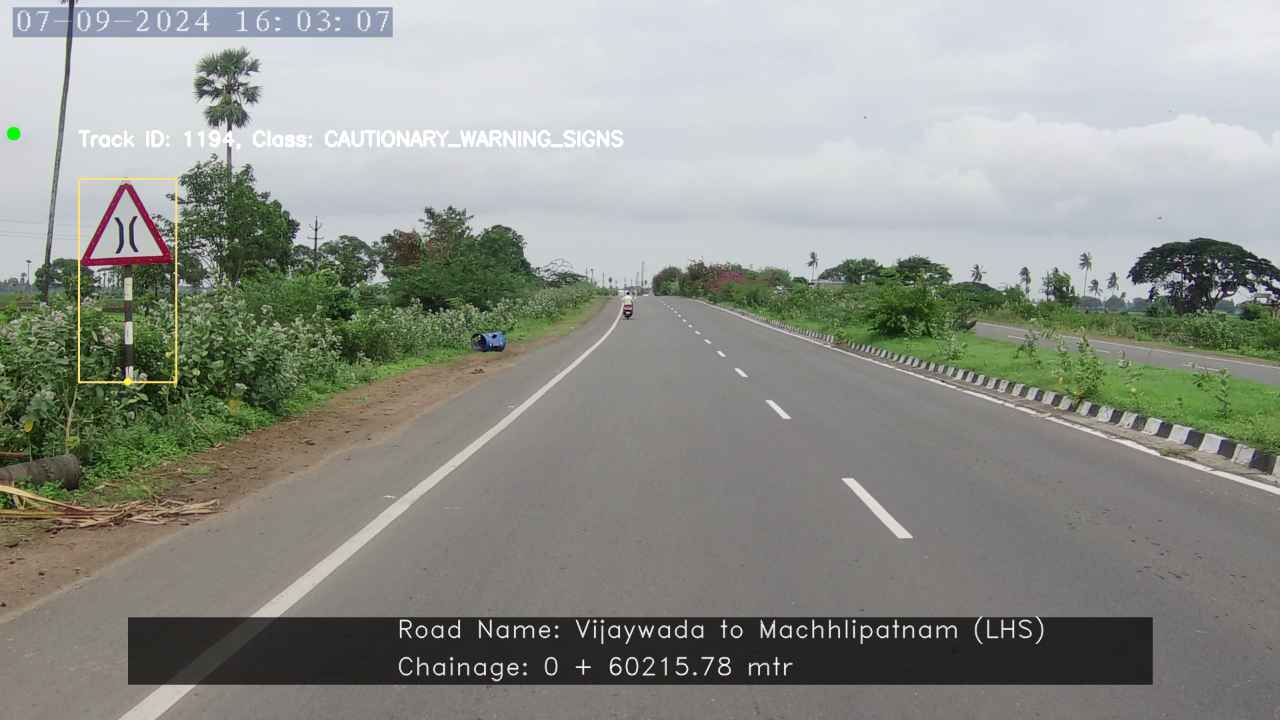 07-09-2024 16:03:07
Track ID: 1194, Class: CAUTIONARY_WARNING_SIGNS
Road Name: Vijaywada to Machhlipatnam (LHS)
Chainage: 0 + 60215.78 mtr